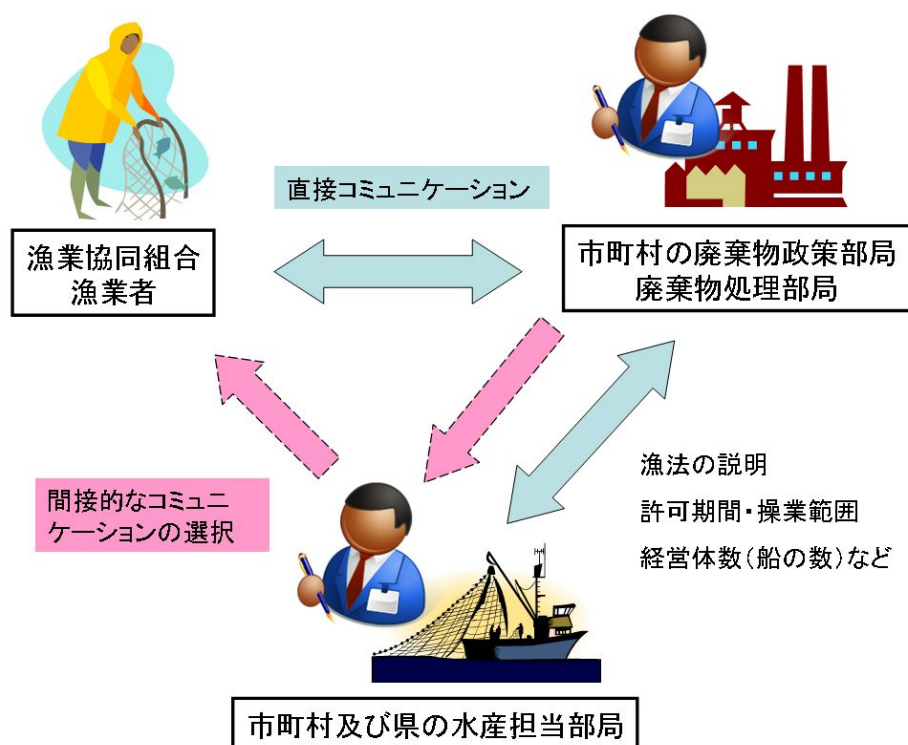 直接コミュニケーション
漁業協同組合
漁業者
市町村の廃棄物政策部局
廃棄物処理部局
間接的なコミュニ
ケーションの選択
漁法の説明
許可期間・操業範囲
経営体数(船の数)など
市町村及び県の水産担当部局